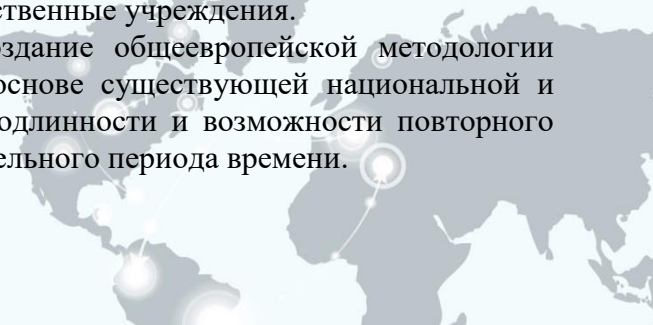 ственные учреждения.
здание общеевропейской методологии
основе существующей национальной и
одлинности и возможности повторного
ельного периода времени.